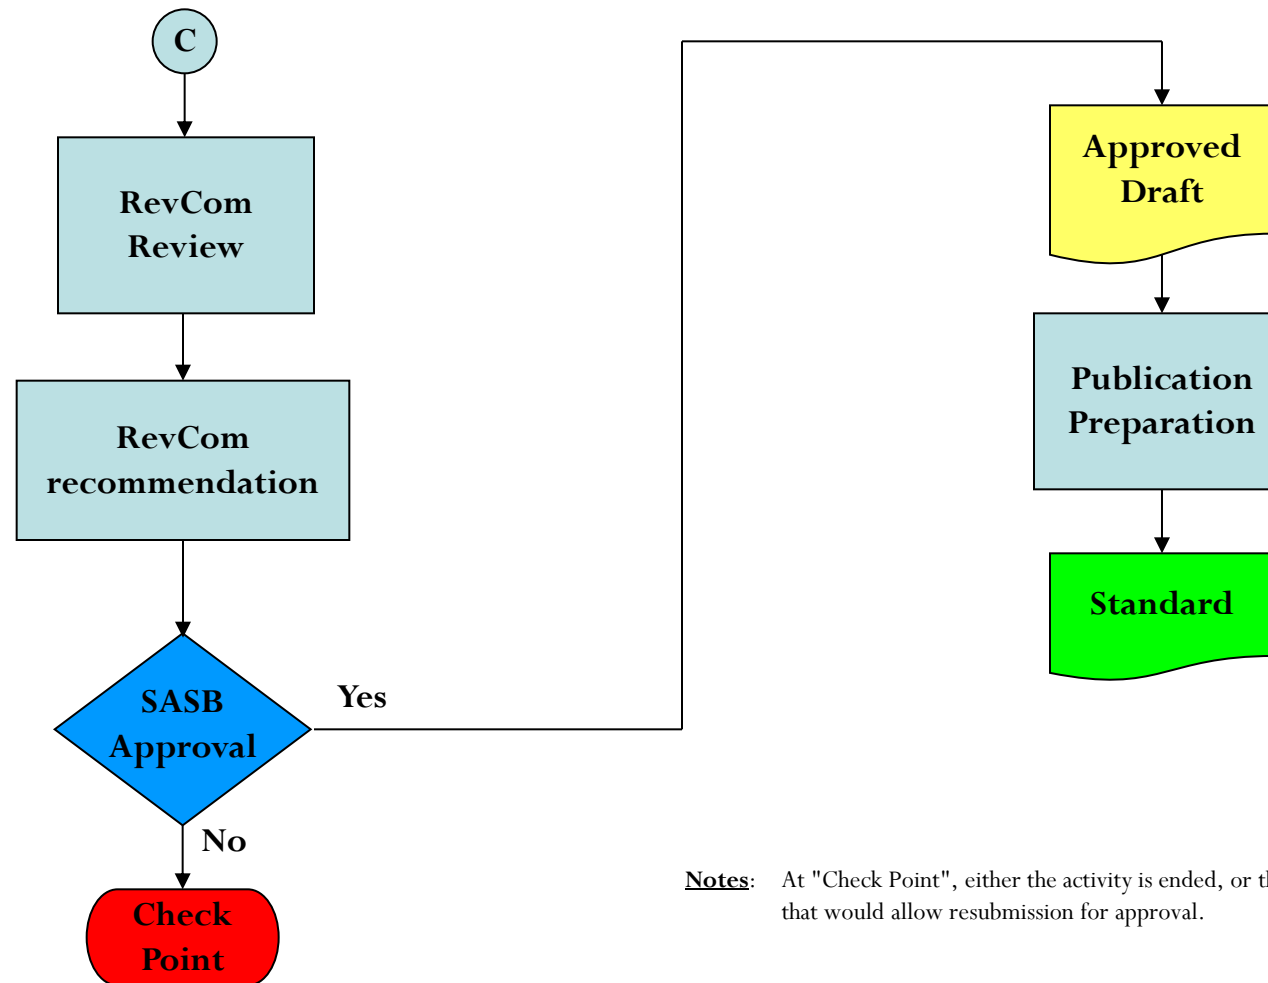 C
RevCom
Review
RevCom
recommendation
SASB
Approval
Yes
No
Check
Point
Approved
Draft
Publication
Preparation
Standard
Notes: At "Check Point", either the activity is ended, or
that would allow resubmission for approval.